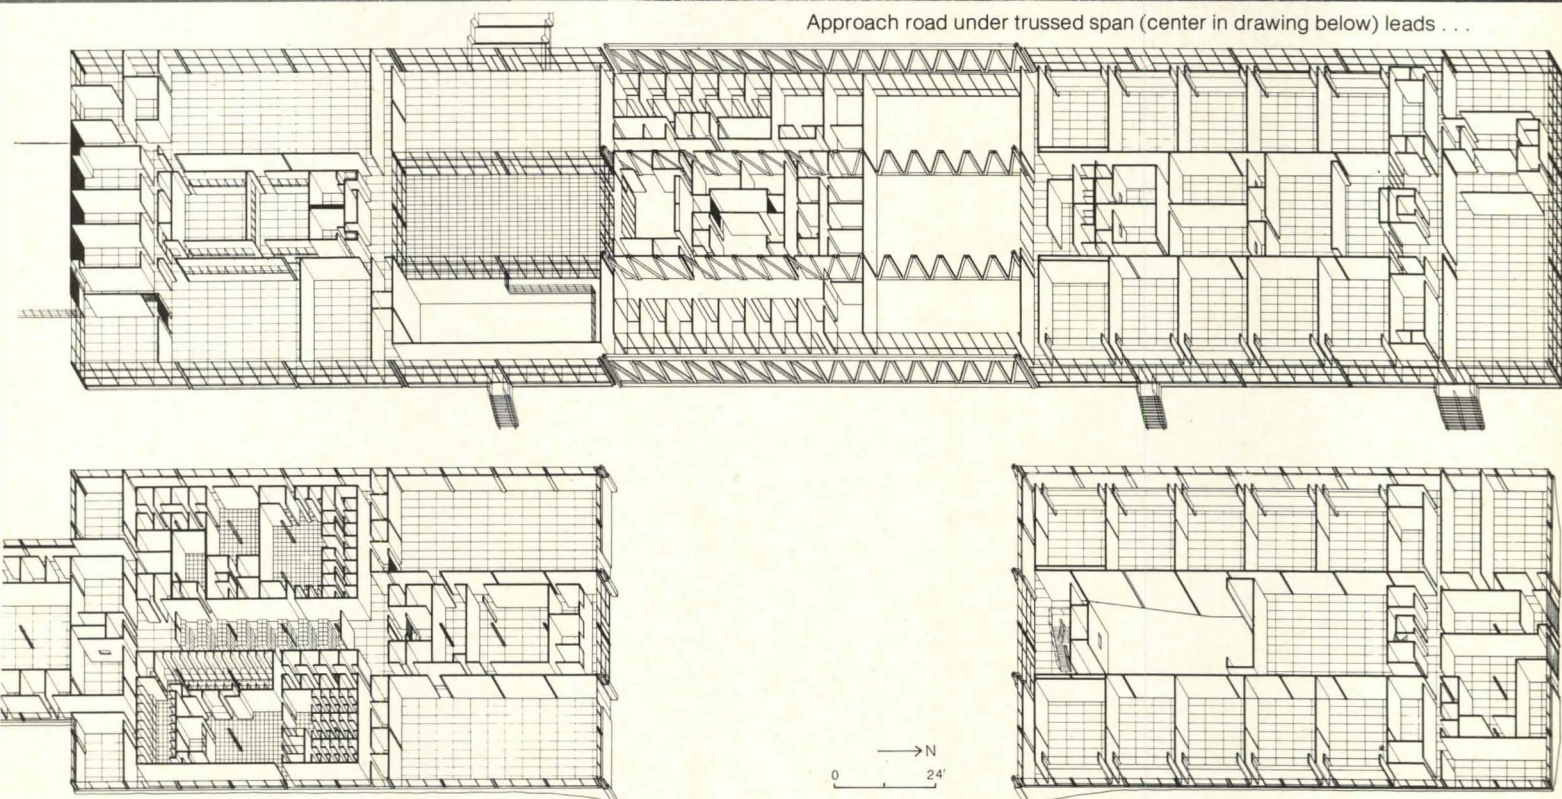 Approach road under trussed span (center in drawing below) leads . . .
N
0 24'